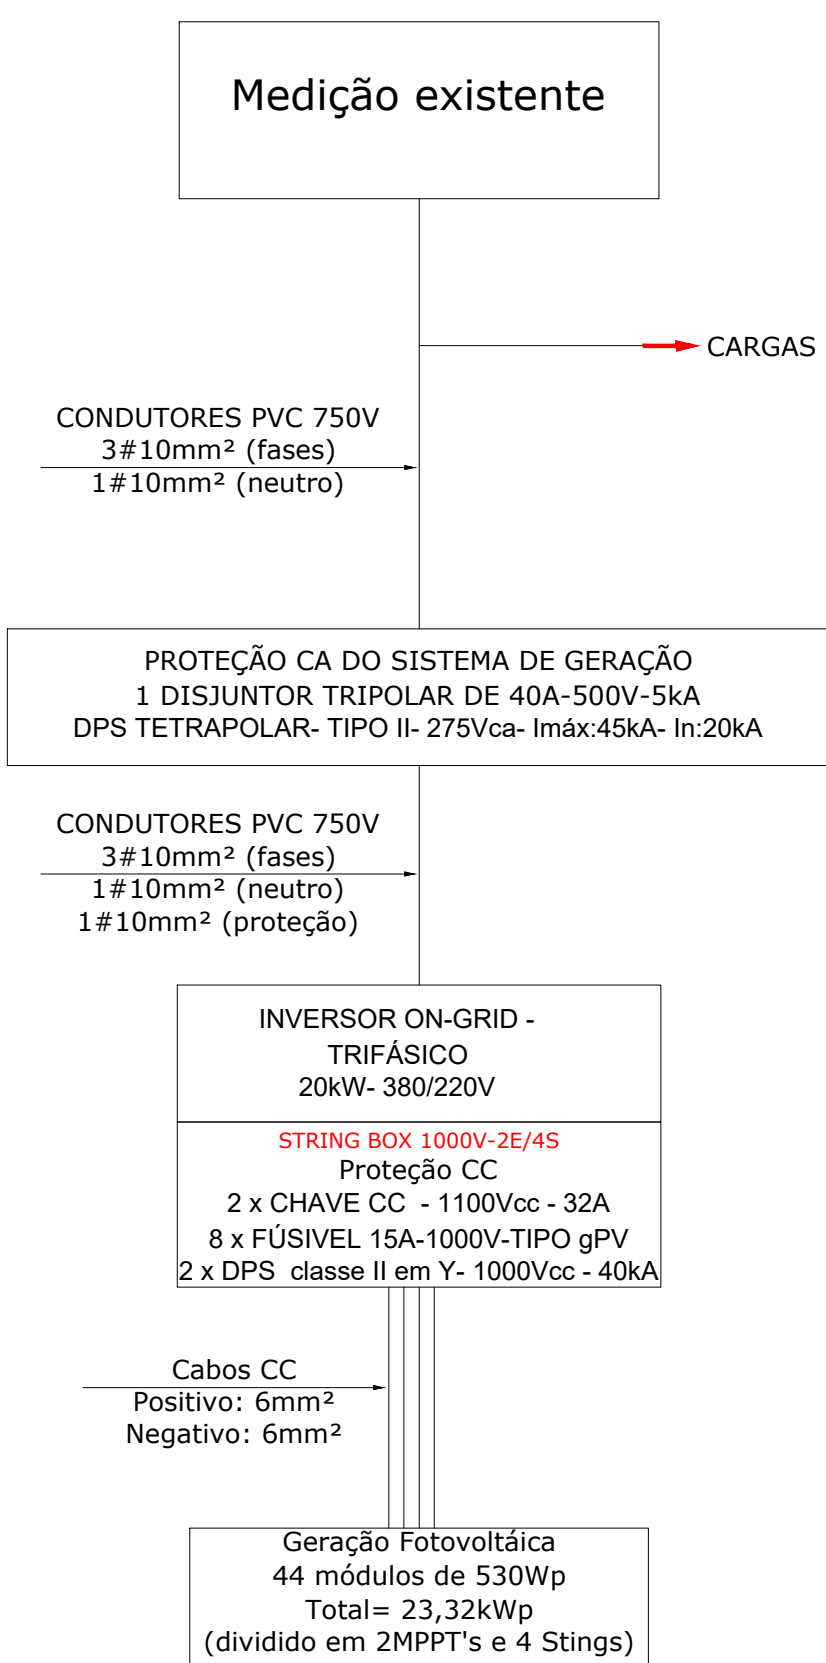 Medição existente
CARGAS
CONDUTORES PVC 750V
3#10mm² (fases)
1#10mm² (neutro)
PROTEÇÃO CA DO SISTEMA DE GERAÇÃO
1 DISJUNTOR TRIPOLAR DE 40A-500V-5kA
DPS TETRAPOLAR- TIPO II- 275Vca- Imáx:45kA- In:20kA
CONDUTORES PVC 750V
3#10mm² (fases)
1#10mm² (neutro)
1#10mm² (proteção)
INVERSOR ON-GRID -
TRIFÁSICO
20kW- 380/220V
STRING BOX 1000V-2E/4S
Proteção CC
2 x CHAVE CC - 1100Vcc - 32A
8 x FÚSIVEL 15A-1000V-TIPO gPV
2 x DPS classe II em Y- 1000Vcc - 40kA
Cabos CC
Positivo: 6mm²
Negativo: 6mm²
Geração Fotovoltáica
44 módulos de 530Wp
Total= 23,32kWp
(dividido em 2MPPT's e 4 Stings)